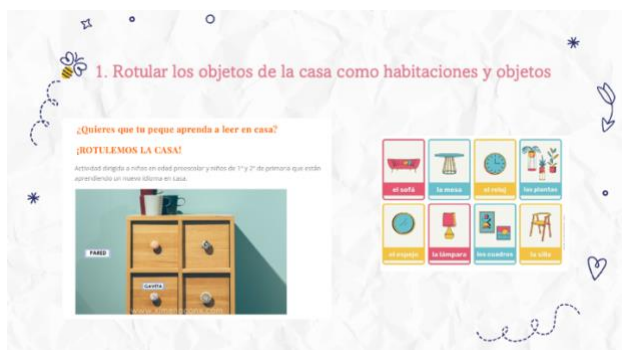 1. Rotular los objetos de la casa como habitaciones y objetos
¿Quieres que tu peque aprenda a leer en casa?
¡ROTULEMOS LA CASA!
Actividad dirigida a niños en edad preescolar y niños de 1º y 2º de primaria que están
aprendiendo un nuevo idioma en casa.
PARED
Gaveta
el sofá
la mesa
el reloj
las plantas
el espejo
la lámpara
los cuadros
la silla